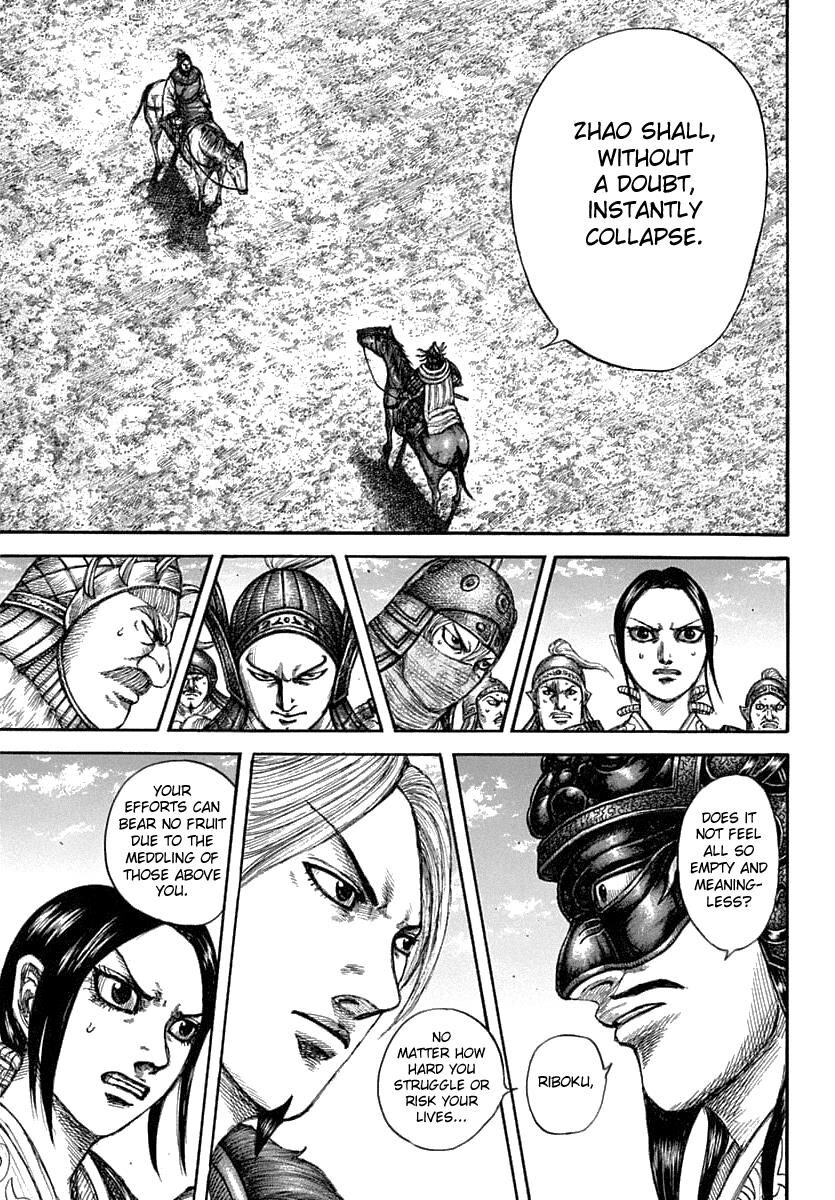 ZHAO SHALL,
WITHOUT
A DOUBT,
INSTANTLY
COLLAPSE.
DOES IT
NOT FEEL
ALL SO
EMPTY AND
MEANING-
LESS?
RIBOKU,
NO
MATTER HOW
HARD YOU
STRUGGLE OR
RISK YOUR
LIVES...
YOUR
EFFORTS CAN
BEAR NO FRUIT
DUE TO THE
MEDDLING OF
THOSE ABOVE
YOU.